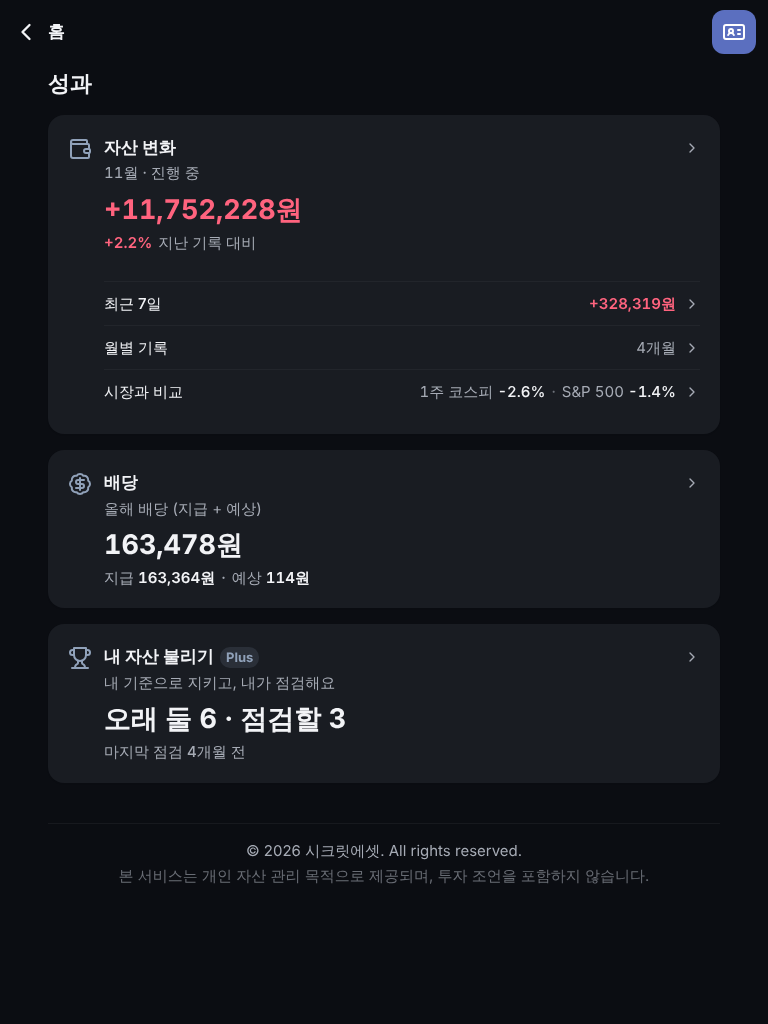 홈
성과
자산 변화
11월 · 진행 중
+11,752,228원
+2.2% 지난 기록 대비
최근 7일 +328,319원
월별 기록 4개월
시장과 비교 1주 코스피 -2.6% · S&P 500 -1.4%
배당
올해 배당 (지급 + 예상)
163,478원
지급 163,364원 · 예상 114원
내 자산 불리기 Plus
내 기준으로 지키고, 내가 점검해요
오래 둘 6 · 점검할 3
마지막 점검 4개월 전
© 2026 시크릿에셋. All rights reserved.
본 서비스는 개인 자산 관리 목적으로 제공되며, 투자 조언을 포함하지 않습니다.